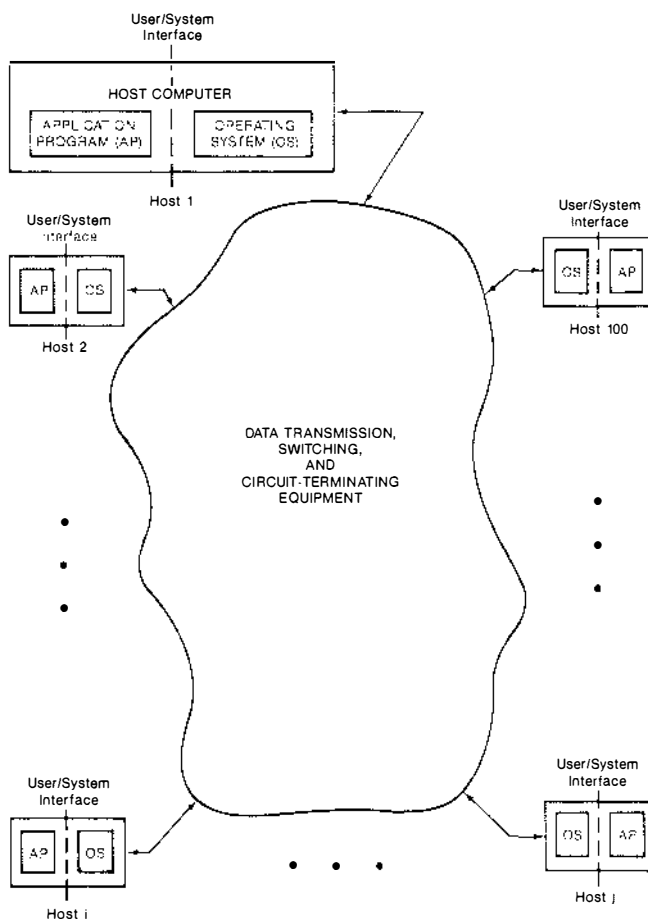 User/System
Interface
HOST COMPUTER
APPLICATION
PROGRAM (AP)
OPERATING
SYSTEM (OS)
Host 1
User/System
Interface
AP
OS
Host 2
User/System
Interface
OS
AP
Host 100
DATA TRANSMISSION,
SWITCHING,
AND
CIRCUIT-TERMINATING
EQUIPMENT
User/System
Interface
AP
OS
Host i
User/System
Interface
OS
AP
Host j